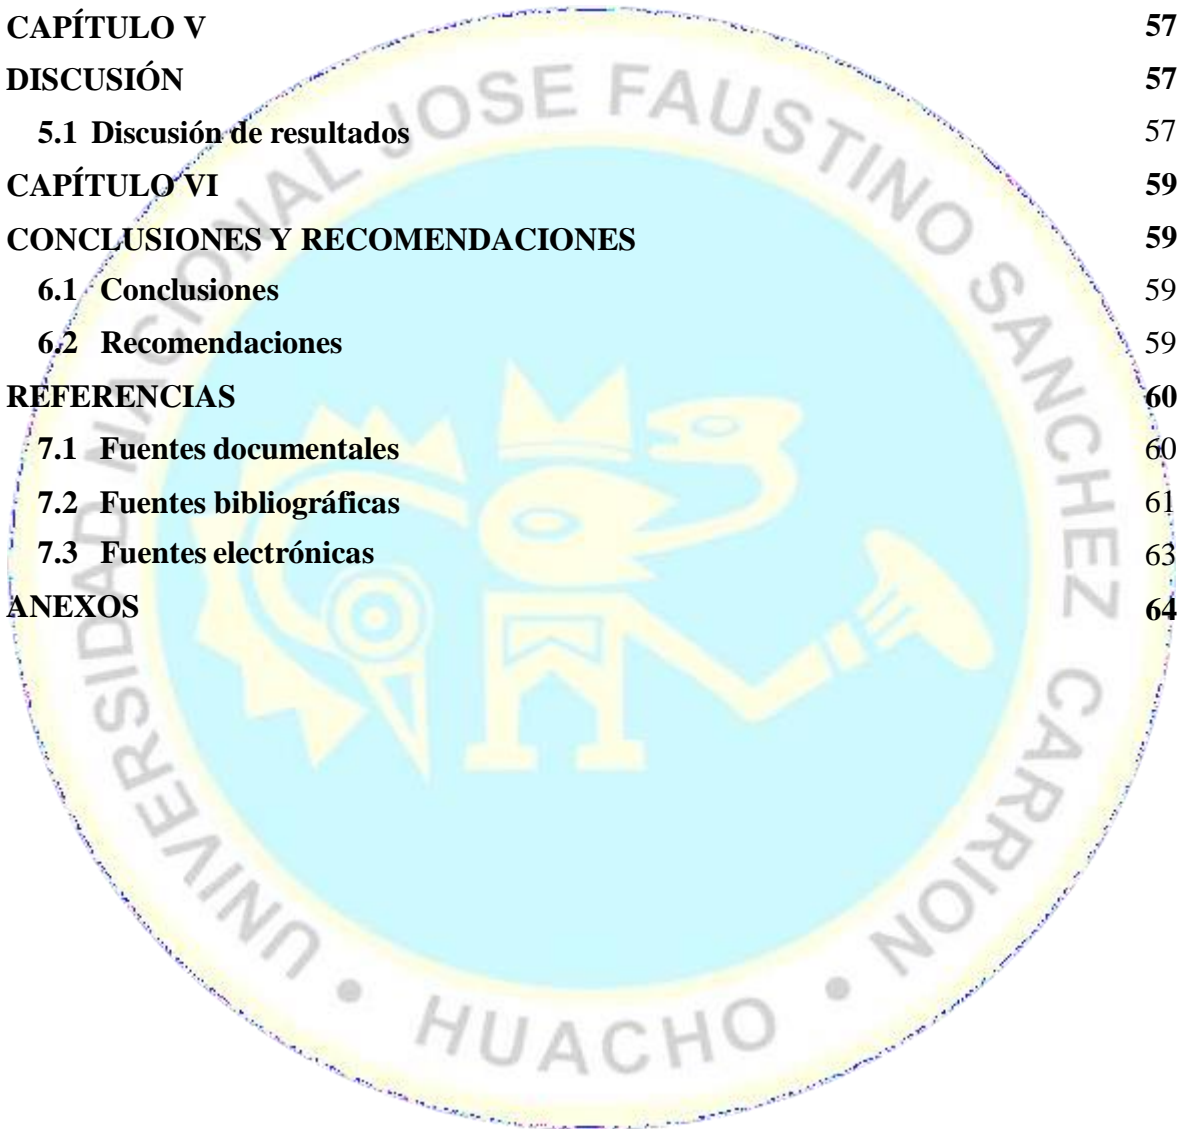 CAPÍTULO V 57
DISCUSIÓN 57
5.1 Discusión de resultados 57
CAPÍTULO VI 59
CONCLUSIONES Y RECOMENDACIONES 59
6.1 Conclusiones 59
6.2 Recomendaciones 59
REFERENCIAS 60
7.1 Fuentes documentales 60
7.2 Fuentes bibliográficas 61
7.3 Fuentes electrónicas 63
ANEXOS 64
UNIVERSIDAD NACIONAL JOSE FAUSTINO SANCHEZ CARRION • HUACHO •